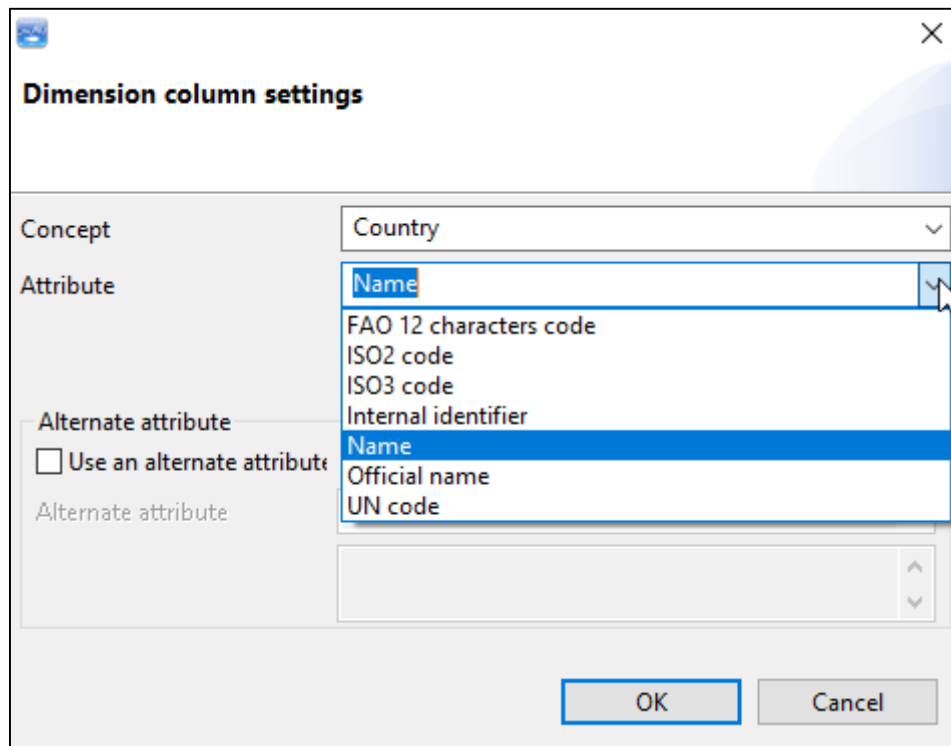 Dimension column settings
Concept
Country
Attribute
Name
FAO 12 characters code
ISO2 code
ISO3 code
Internal identifier
Name
Official name
UN code
Alternate attribute
Use an alternate attribute
Alternate attribute
OK
Cancel